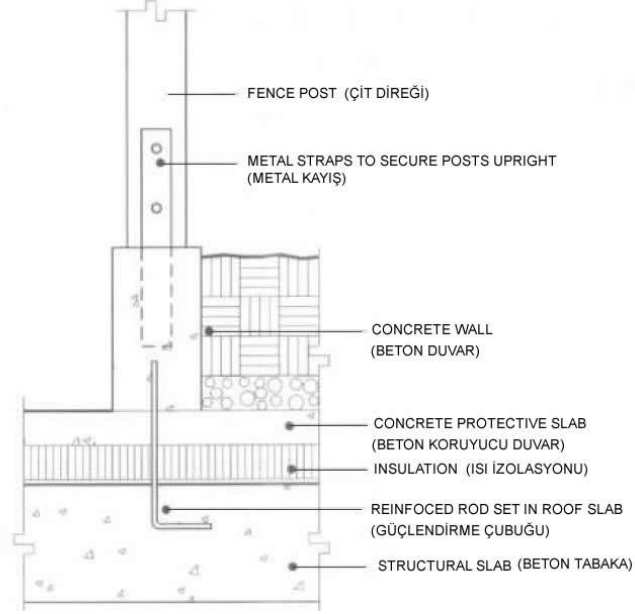 FENCE POST (ÇİT DİREĞİ)
METAL STRAPS TO SECURE POSTS UPRIGHT
(METAL KAYIŞ)
CONCRETE WALL
(BETON DUVAR)
CONCRETE PROTECTIVE SLAB
(BETON KORUYUCU DUVAR)
INSULATION (ISI İZOLASYONU)
REINFOCED ROD SET IN ROOF SLAB
(GÜÇLENDİRME ÇUBUĞU)
STRUCTURAL SLAB (BETON TABAKA)